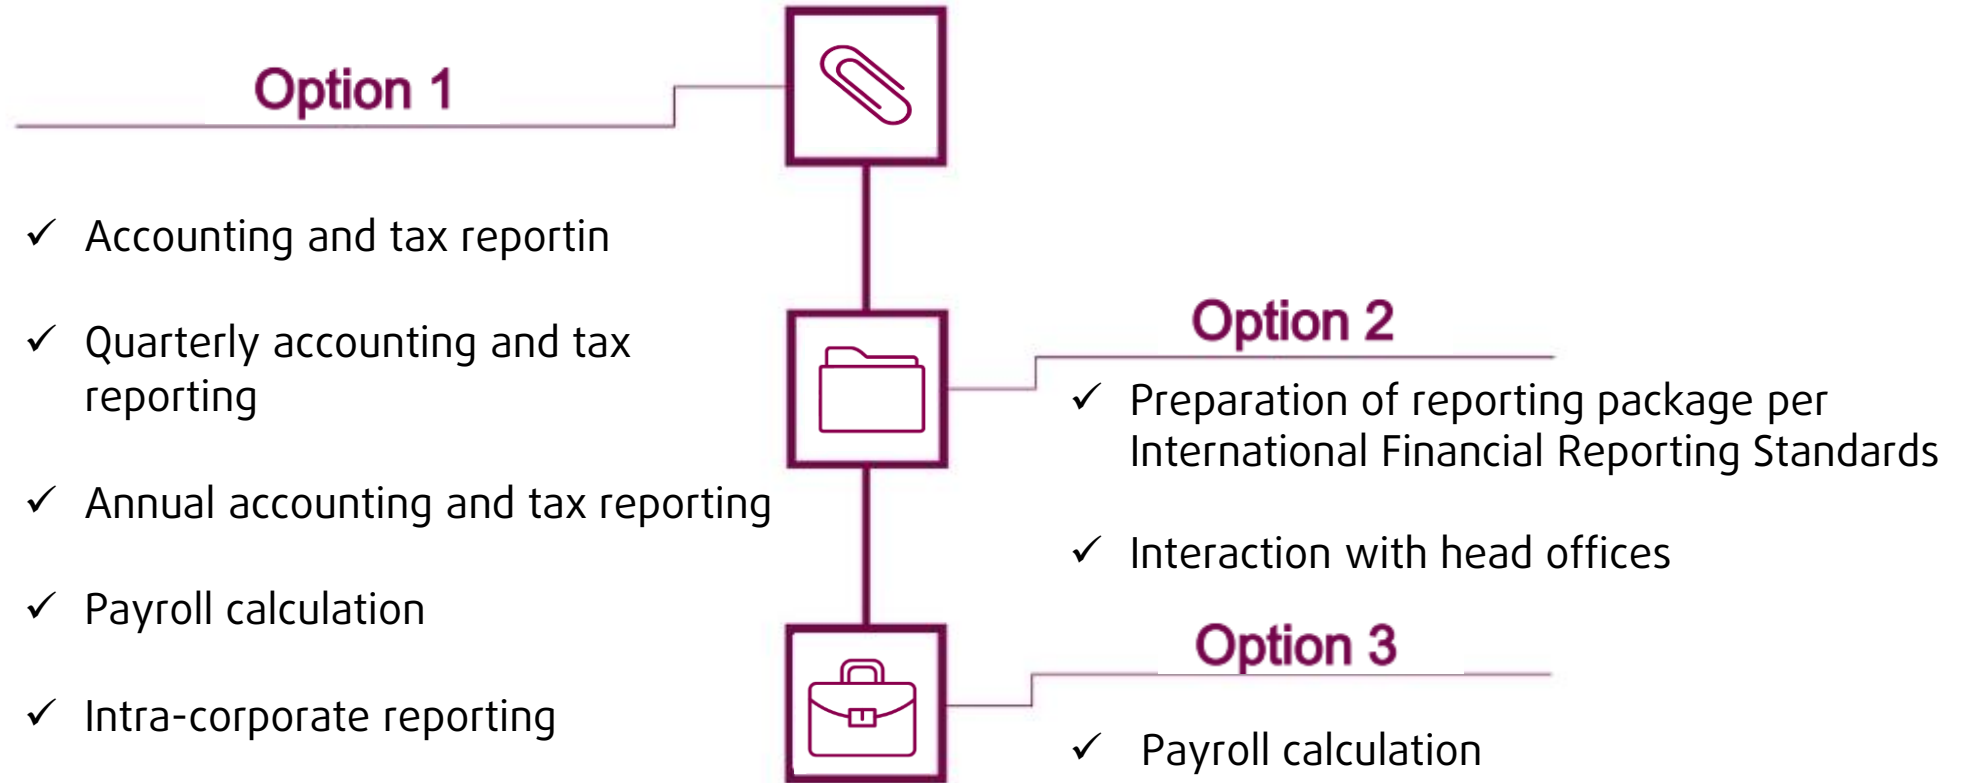 Option 1
✓ Accounting and tax reportin
✓ Quarterly accounting and tax
reporting
✓ Annual accounting and tax reporting
✓ Payroll calculation
✓ Intra-corporate reporting
Option 2
✓ Preparation of reporting package per
International Financial Reporting Standards
✓ Interaction with head offices
Option 3
✓ Payroll calculation